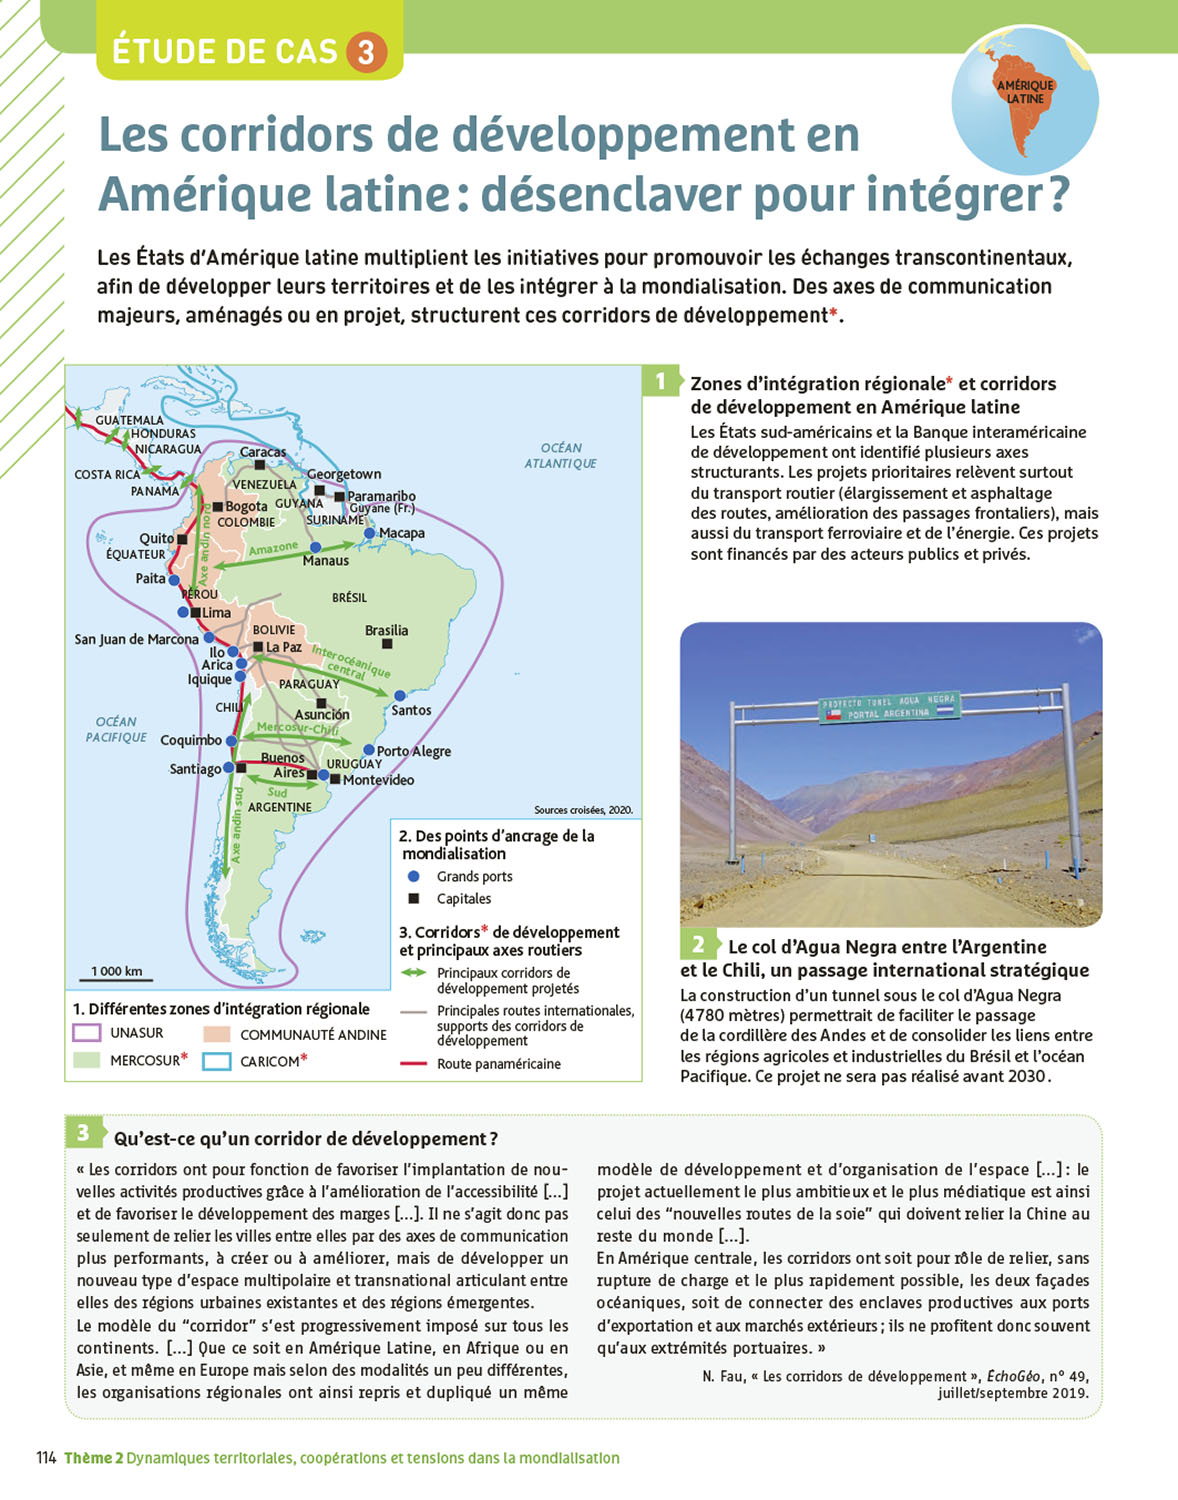 ÉTUDE DE CAS 3
AMÉRIQUE
LATINE
Les corridors de développement en
Amérique latine : désenclaver pour intégrer ?
Les États d'Amérique latine multiplient les initiatives pour promouvoir les échanges transcontinentaux,
afin de développer leurs territoires et de les intégrer à la mondialisation. Des axes de communication
majeurs, aménagés ou en projet, structurent ces corridors de développement*.
GUATEMALA
HONDURAS
NICARAGUA
COSTA RICA
PANAMA
Caracas
VENEZUELA
Georgetown
GUYANA
Paramaribo
Guyane (Fr.)
SURINAME
Bogota
COLOMBIE
Quito
ÉQUATEUR
Macapa
Amazone
Manaus
Axe andin nord
Paita
PÉROU
Lima
BRÉSIL
San Juan de Marcona
BOLIVIE
La Paz
Brasilia
Ilo
Arica
Iquique
Interocéanique
central
PARAGUAY
CHILI
Asunción
Santos
OCÉAN
ATLANTIQUE
OCÉAN
PACIFIQUE
Mercosur-Chili
Coquimbo
Porto Alegre
Santiago
Buenos
Aires
URUGUAY
Montevideo
Sud
ARGENTINE
Axe andin sud
Sources croisées, 2020.
1 000 km
1. Différentes zones d'intégration régionale
UNASUR
COMMUNAUTÉ ANDINE
MERCOSUR*
CARICOM*
2. Des points d'ancrage de la
mondialisation
Grands ports
Capitales
3. Corridors* de développement
et principaux axes routiers
Principaux corridors de
développement projetés
Principales routes internationales,
supports des corridors de
développement
Route panaméricaine
1 Zones d'intégration régionale* et corridors
de développement en Amérique latine
Les États sud-américains et la Banque interaméricaine
de développement ont identifié plusieurs axes
structurants. Les projets prioritaires relèvent surtout
du transport routier (élargissement et asphaltage
des routes, amélioration des passages frontaliers), mais
aussi du transport ferroviaire et de l'énergie. Ces projets
sont financés par des acteurs publics et privés.
PROYECTO TUNEL AGUA NEGRA
PORTAL ARGENTINA
2 Le col d'Agua Negra entre l'Argentine
et le Chili, un passage international stratégique
La construction d'un tunnel sous le col d'Agua Negra
(4780 mètres) permettrait de faciliter le passage
de la cordillère des Andes et de consolider les liens entre
les régions agricoles et industrielles du Brésil et l'océan
Pacifique. Ce projet ne sera pas réalisé avant 2030.
3 Qu'est-ce qu'un corridor de développement ?
« Les corridors ont pour fonction de favoriser l'implantation de nou-
velles activités productives grâce à l'amélioration de l'accessibilité [...]
et de favoriser le développement des marges [...]. Il ne s'agit donc pas
seulement de relier les villes entre elles par des axes de communication
plus performants, à créer ou à améliorer, mais de développer un
nouveau type d'espace multipolaire et transnational articulant entre
elles des régions urbaines existantes et des régions émergentes.
Le modèle du "corridor" s'est progressivement imposé sur tous les
continents. [...] Que ce soit en Amérique Latine, en Afrique ou en
Asie, et même en Europe mais selon des modalités un peu différentes,
les organisations régionales ont ainsi repris et dupliqué un même
modèle de développement et d'organisation de l'espace [...] : le
projet actuellement le plus ambitieux et le plus médiatique est ainsi
celui des "nouvelles routes de la soie" qui doivent relier la Chine au
reste du monde [...].
En Amérique centrale, les corridors ont soit pour rôle de relier, sans
rupture de charge et le plus rapidement possible, les deux façades
océaniques, soit de connecter des enclaves productives aux ports
d'exportation et aux marchés extérieurs ; ils ne profitent donc souvent
qu'aux extrémités portuaires. »
N. Fau, « Les corridors de développement », ÉchoGéo, n° 49,
juillet/septembre 2019.
114 Thème 2 Dynamiques territoriales, coopérations et tensions dans la mondialisation